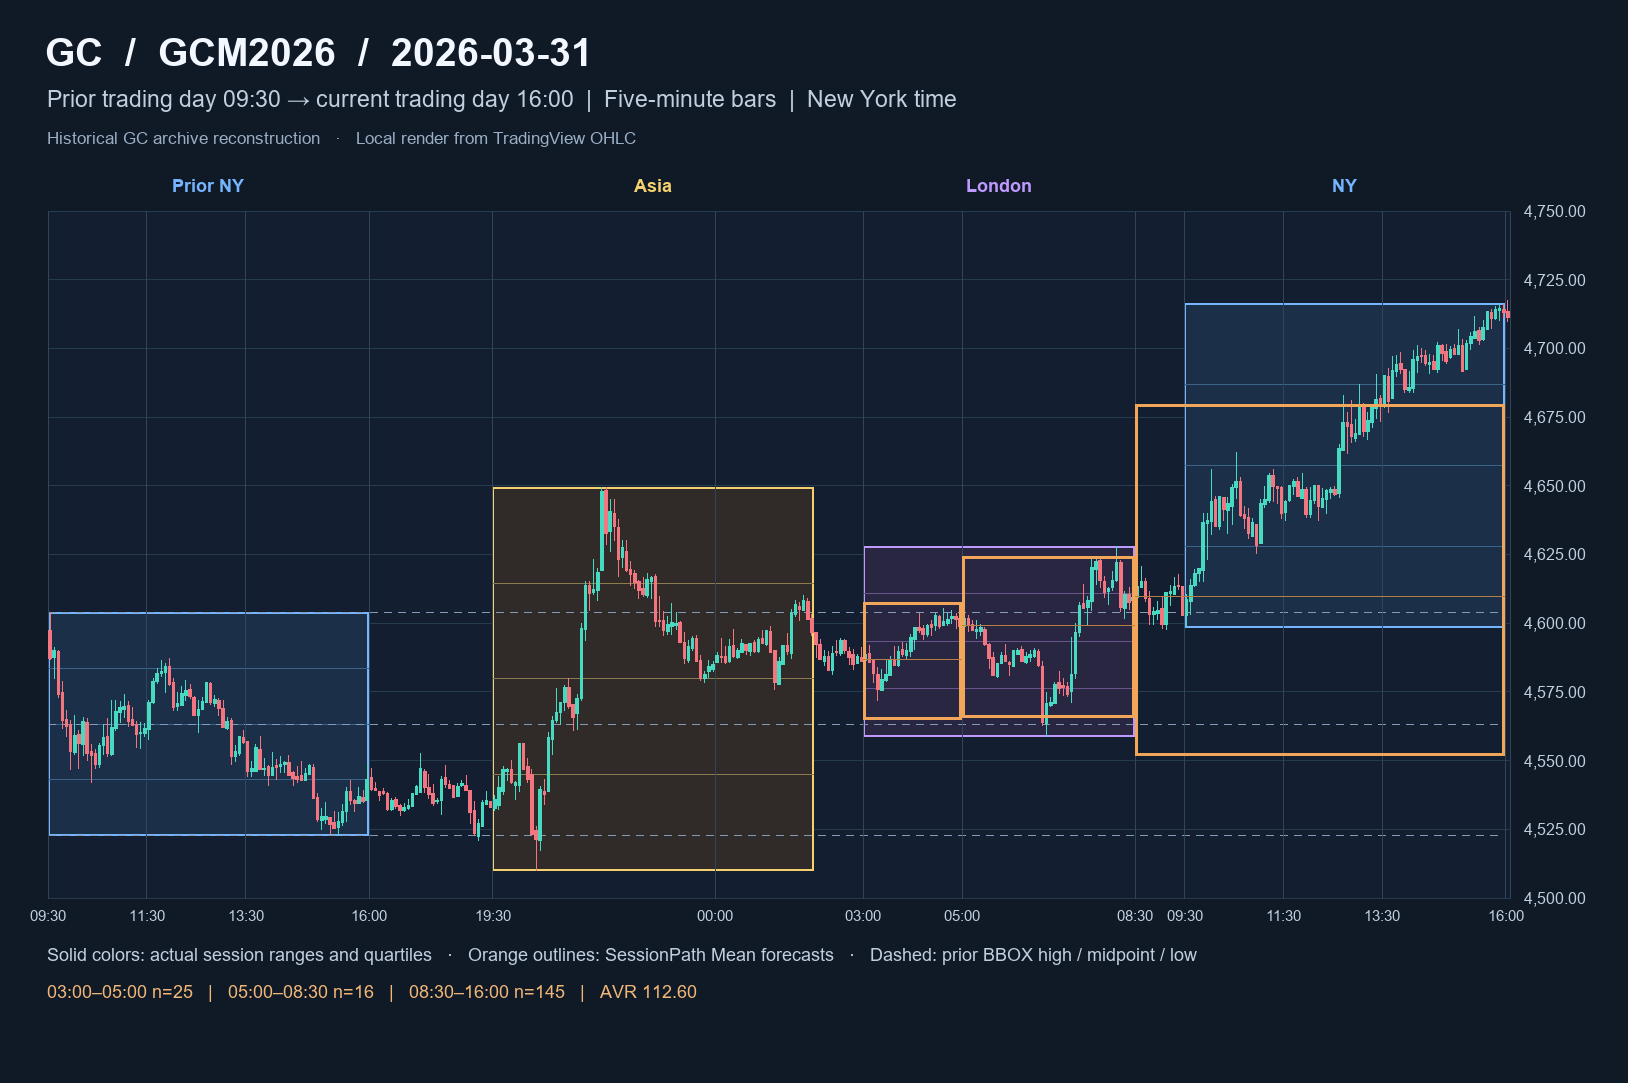 GC / GCM2026 / 2026-03-31
Prior trading day 09:30 → current trading day 16:00 | Five-minute bars | New York time
Historical GC archive reconstruction · Local render from TradingView OHLC
Prior NY Asia London NY
4,750.00
4,725.00
4,700.00
4,675.00
4,650.00
4,625.00
4,600.00
4,575.00
4,550.00
4,525.00
4,500.00
09:30 11:30 13:30 16:00 19:30 00:00 03:00 05:00 08:30 09:30 11:30 13:30 16:00
Solid colors: actual session ranges and quartiles · Orange outlines: SessionPath Mean forecasts · Dashed: prior BBOX high / midpoint / low
03:00–05:00 n=25 | 05:00–08:30 n=16 | 08:30–16:00 n=145 | AVR 112.60